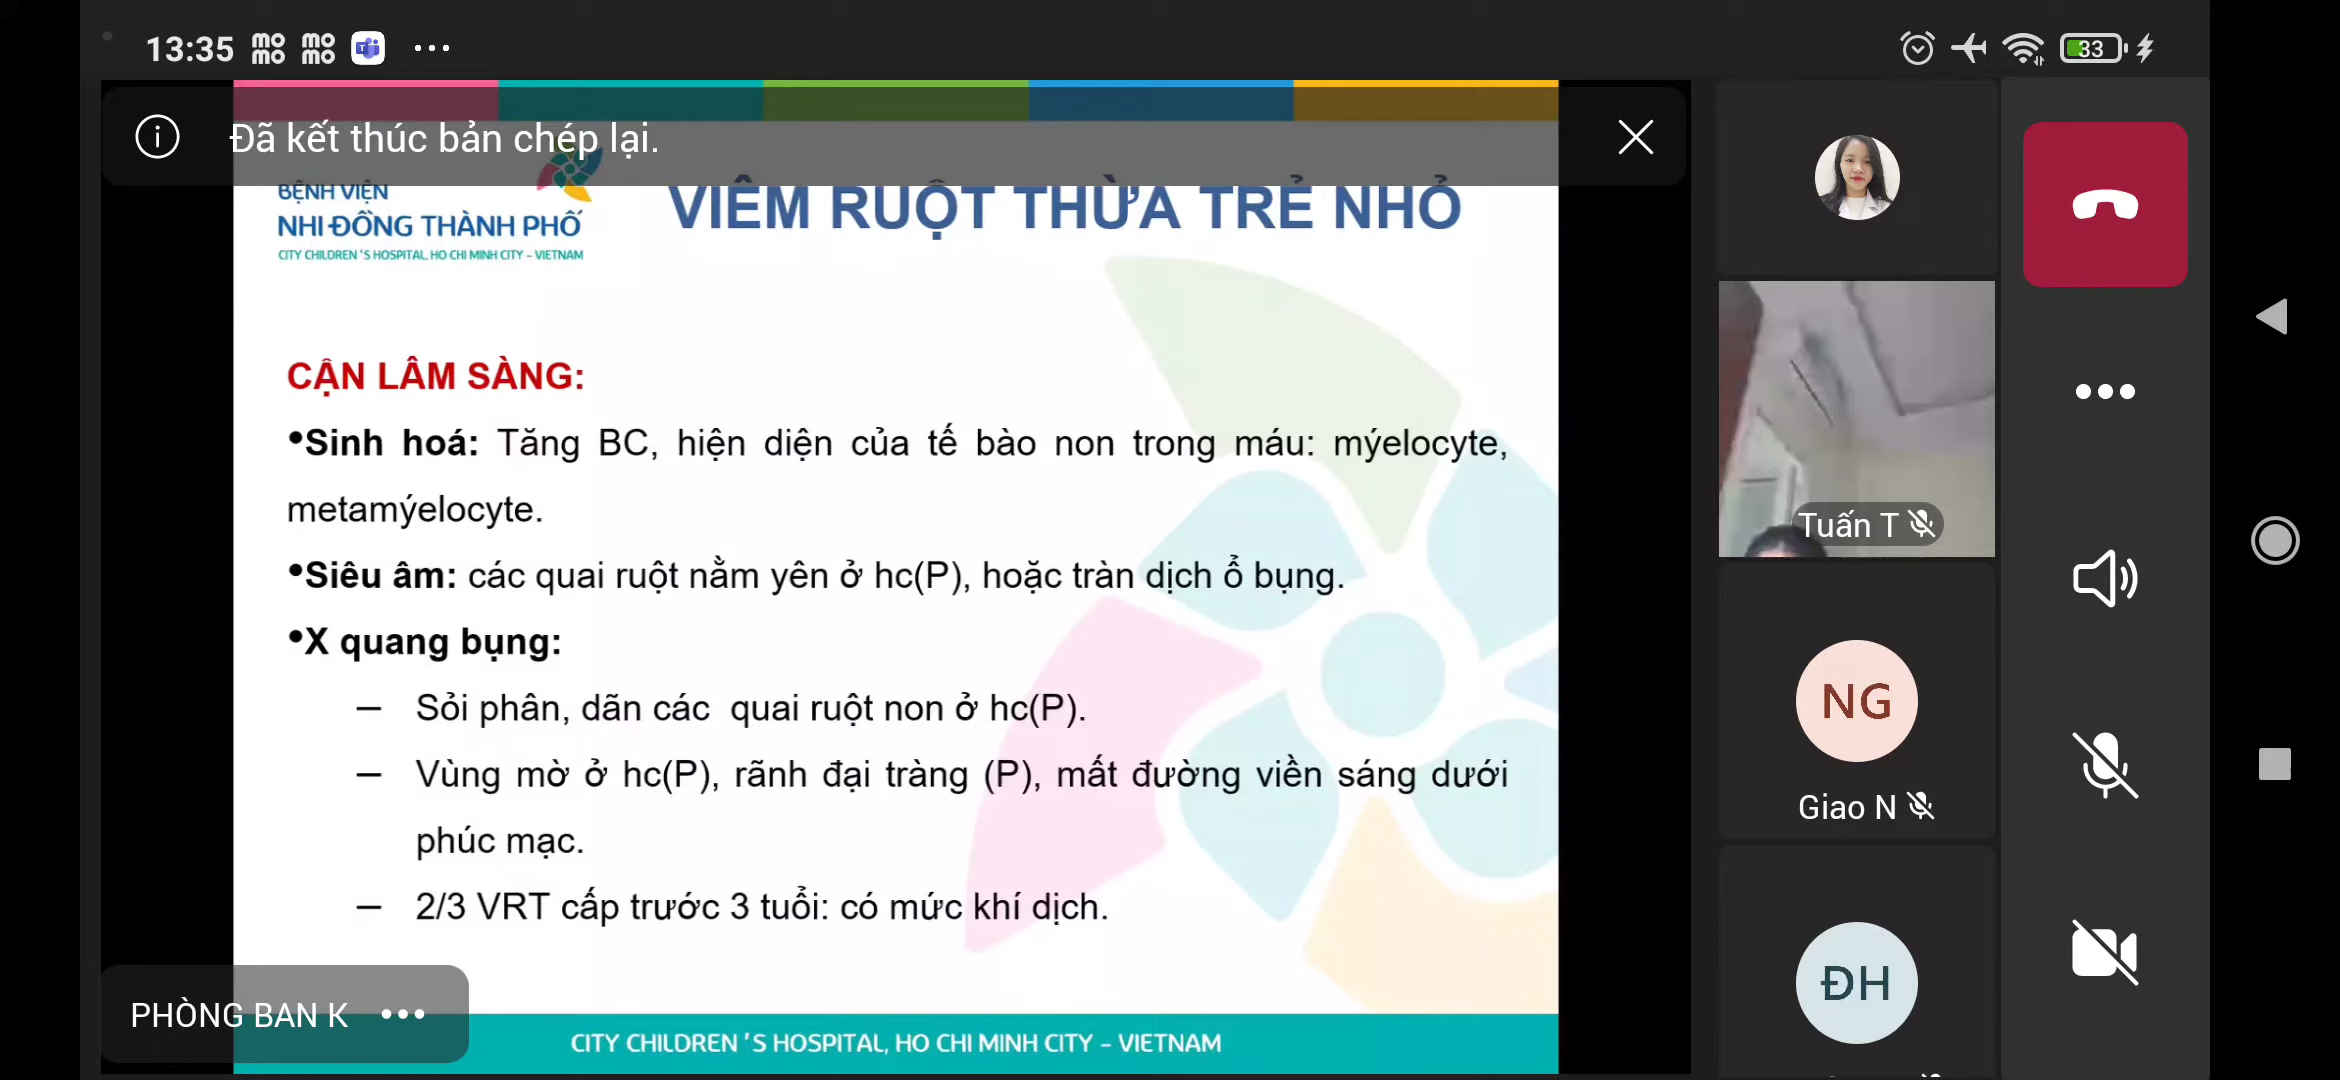 13:35
33
Đã kết thúc bản chép lại.
BỆNH VIỆN
NHI ĐỒNG THÀNH PHỐ
CITY CHILDREN'S HOSPITAL, HO CHI MINH CITY - VIETNAM
VIÊM RUỘT THỪA TRẺ NHỎ
CẬN LÂM SÀNG:
•Sinh hoá: Tăng BC, hiện diện của tế bào non trong máu: mýelocyte,
metamýelocyte.
•Siêu âm: các quai ruột nằm yên ở hc(P), hoặc tràn dịch ổ bụng.
•X quang bụng:
– Sỏi phân, dãn các quai ruột non ở hc(P).
– Vùng mờ ở hc(P), rãnh đại tràng (P), mất đường viền sáng dưới
phúc mạc.
– 2/3 VRT cấp trước 3 tuổi: có mức khí dịch.
PHÒNG BAN K
CITY CHILDREN'S HOSPITAL, HO CHI MINH CITY - VIETNAM
Tuấn T
NG
Giao N
ĐH